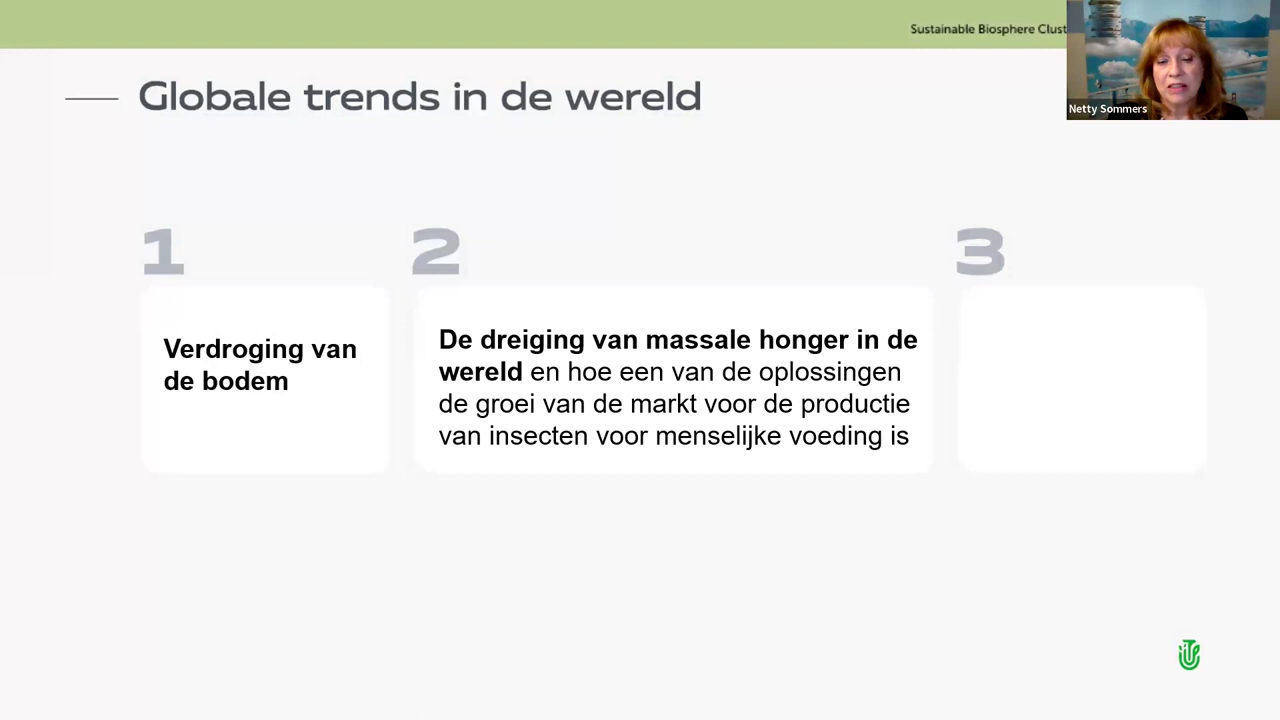 Sustainable Biosphere
Netty Sommers
Globale trends in de wereld
1
2
3
Verdroging van
de bodem
De dreiging van massale honger in de
wereld en hoe een van de oplossingen
de groei van de markt voor de productie
van insecten voor menselijke voeding is